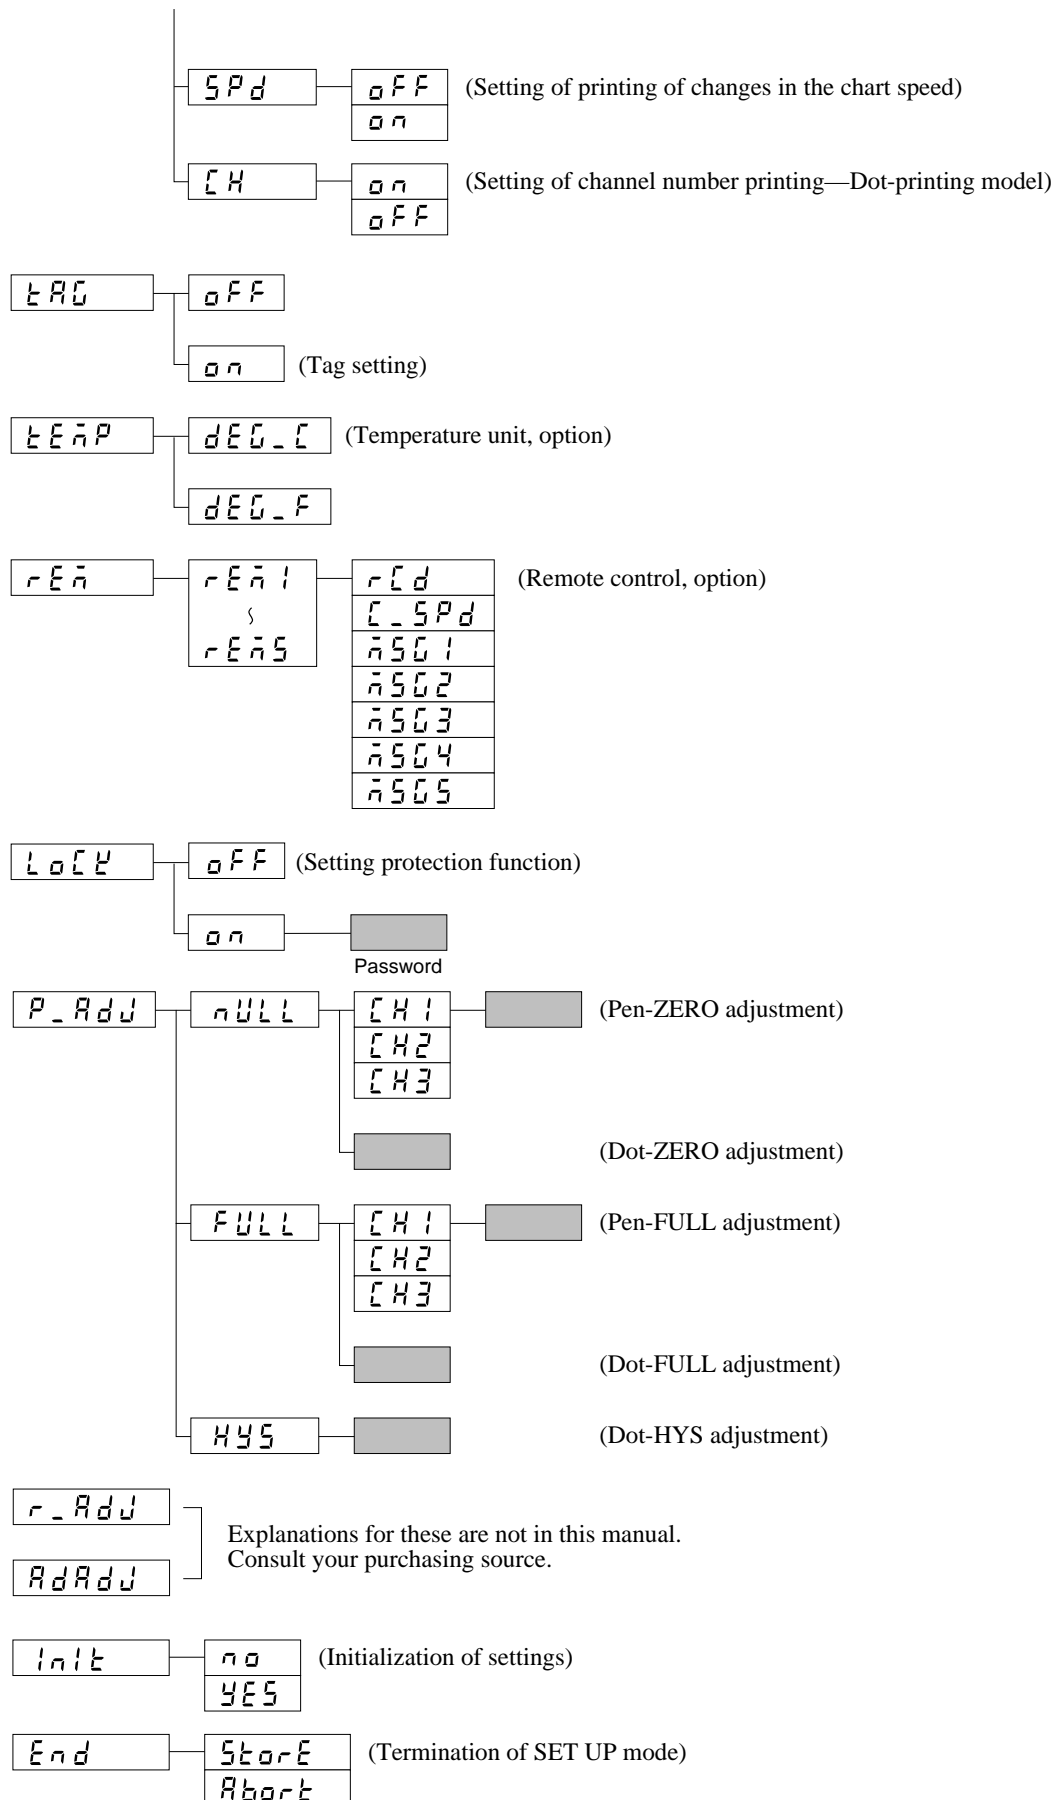 SPd oFF (Setting of printing of changes in the chart speed)
on
CH on (Setting of channel number printing—Dot-printing model)
oFF
tAG oFF
on (Tag setting)
tEmP dEG_C (Temperature unit, option)
dEG_F
rEm rEm1 rCd (Remote control, option)
C_SPd
rEm5 mSG1
mSG2
mSG3
mSG4
mSG5
LoCK oFF (Setting protection function)
on
Password
P_AdJ nULL CH1 (Pen-ZERO adjustment)
CH2
CH3
(Dot-ZERO adjustment)
FULL CH1 (Pen-FULL adjustment)
CH2
CH3
(Dot-FULL adjustment)
HYS (Dot-HYS adjustment)
r_AdJ
Explanations for these are not in this manual.
Consult your purchasing source.
AdAdJ
InIt no (Initialization of settings)
YES
End StorE (Termination of SET UP mode)
Abort